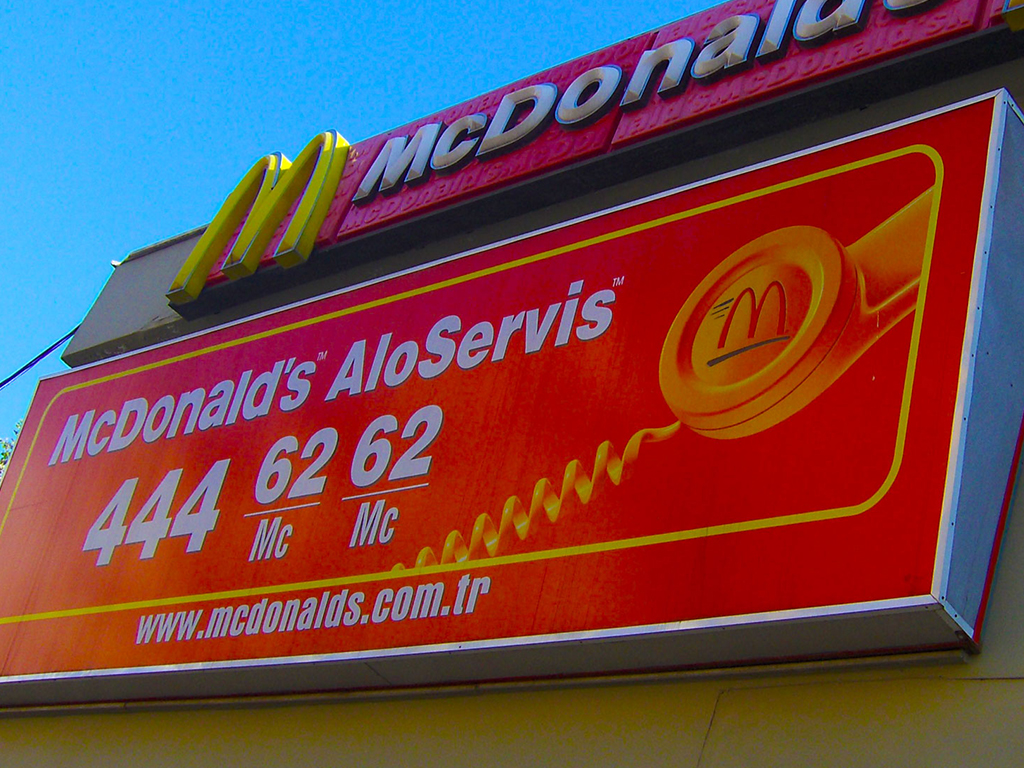 McDonald's
McDonald's™ AloServis™
444 62 62
Mc Mc
www.mcdonalds.com.tr